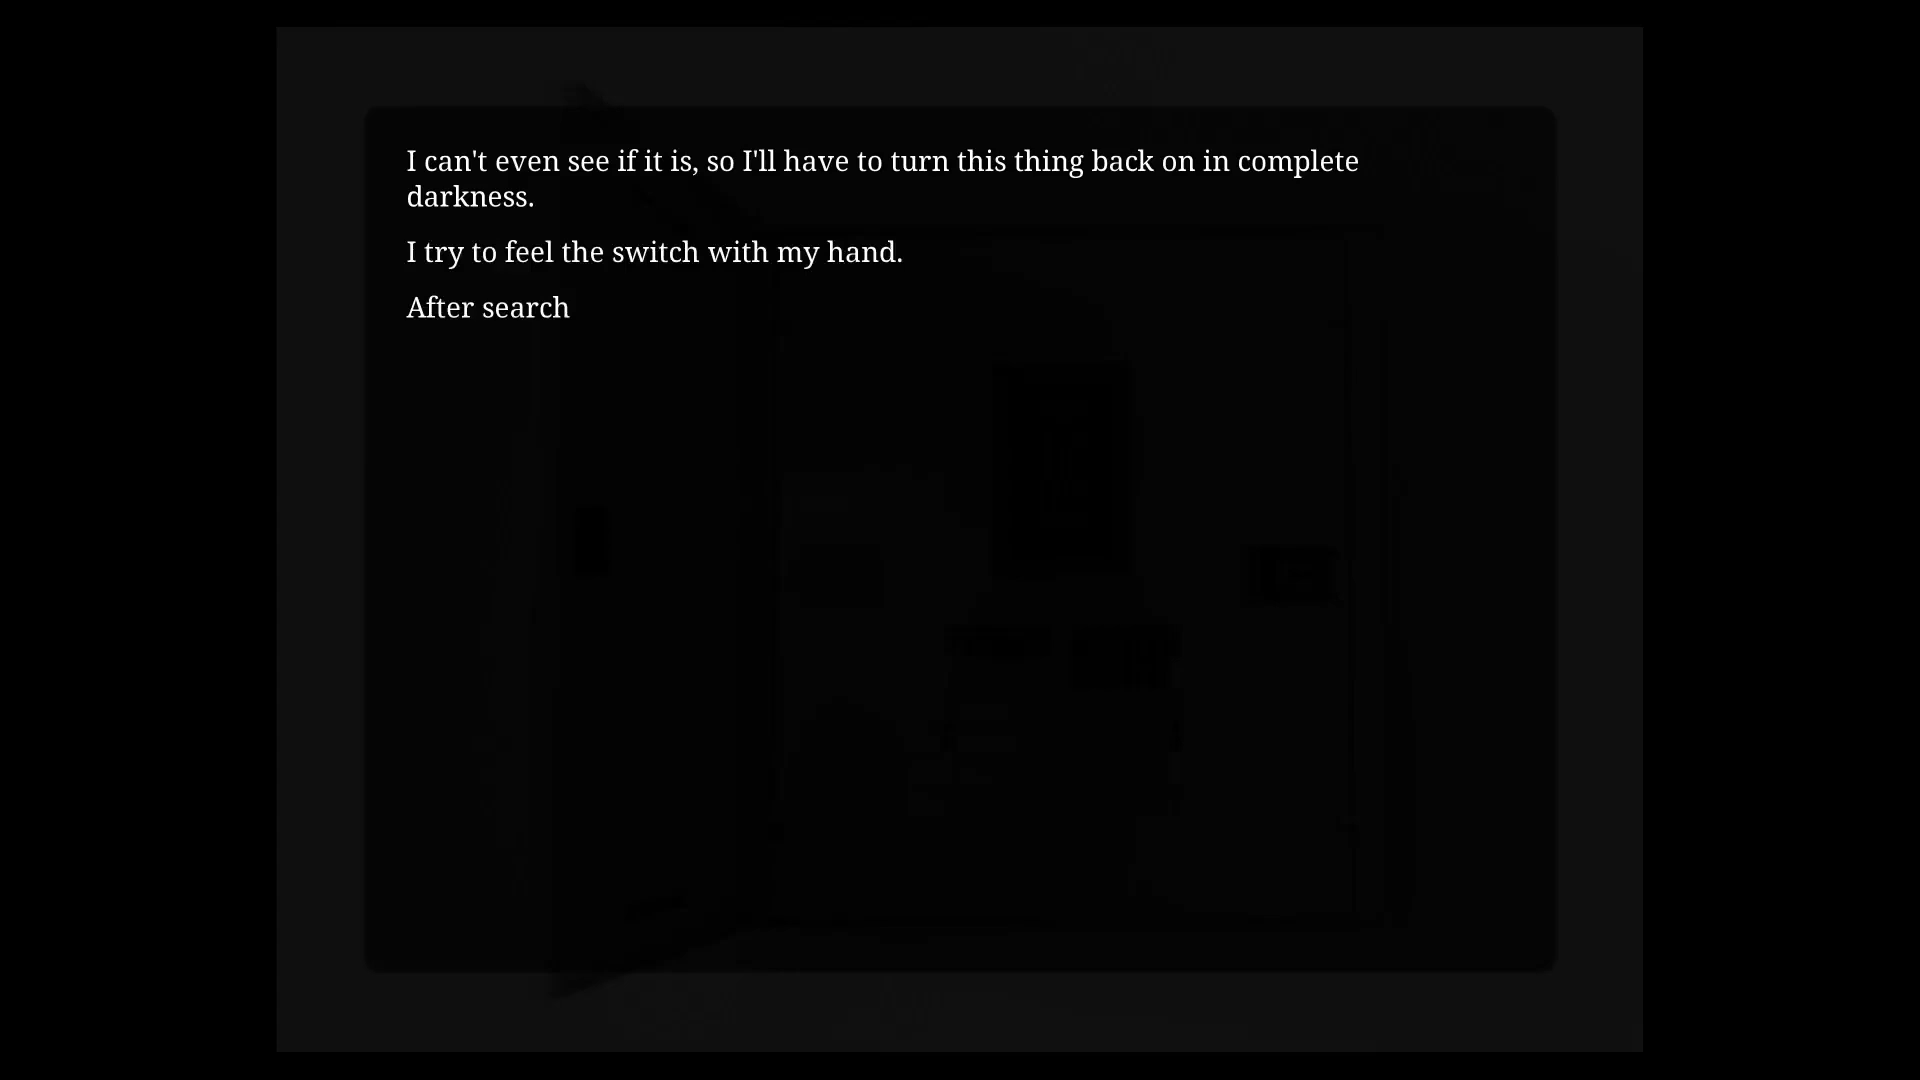 I can't even see if it is, so I'll have to turn this thing back on in complete
darkness.
I try to feel the switch with my hand.
After search